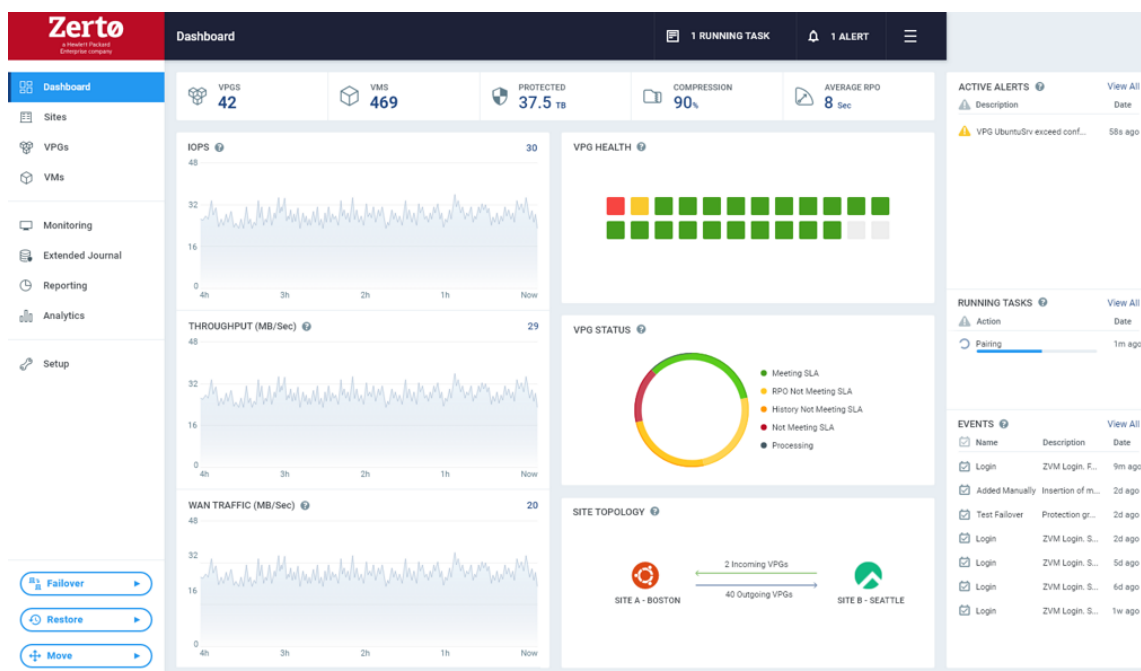 Zertø
a Hewlett Packard
Enterprise company
Dashboard
1 RUNNING TASK
1 ALERT
Dashboard
Sites
VPGs
VMs
Monitoring
Extended Journal
Reporting
Analytics
Setup
Failover
Restore
Move
VPGS
42
VMS
469
PROTECTED
37.5 TB
COMPRESSION
90%
AVERAGE RPO
8 Sec
IOPS ?
30
48
32
16
0
4h 3h 2h 1h Now
THROUGHPUT (MB/Sec) ?
29
48
32
16
0
4h 3h 2h 1h Now
WAN TRAFFIC (MB/Sec) ?
20
48
32
16
0
4h 3h 2h 1h Now
VPG HEALTH ?
VPG STATUS ?
Meeting SLA
RPO Not Meeting SLA
History Not Meeting SLA
Not Meeting SLA
Processing
SITE TOPOLOGY ?
2 Incoming VPGs
40 Outgoing VPGs
SITE A - BOSTON
SITE B - SEATTLE
ACTIVE ALERTS ? View All
Description Date
VPG UbuntuSrv exceed conf... 58s ago
RUNNING TASKS ? View All
Action Date
Pairing 1m ago
EVENTS ? View All
Name Description Date
Login ZVM Login. F... 9m ago
Added Manually Insertion of m... 2d ago
Test Failover Protection gr... 2d ago
Login ZVM Login. S... 2d ago
Login ZVM Login. S... 5d ago
Login ZVM Login. S... 6d ago
Login ZVM Login. S... 1w ago